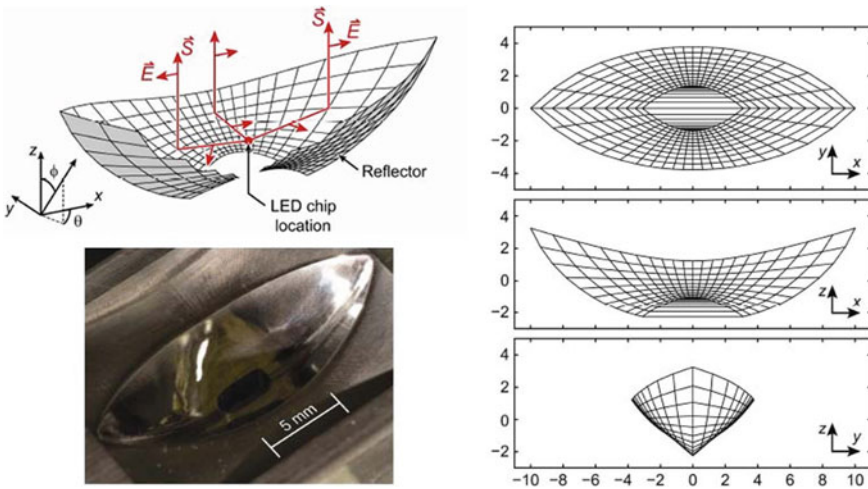 S⃗
S⃗
E⃗
E⃗
z
ϕ
y
x
θ
Reflector
LED chip
location
5 mm
4
2
0
−2
−4
y
x
4
2
0
−2
z
x
4
2
0
−2
z
y
−10 −8 −6 −4 −2 0 2 4 6 8 10